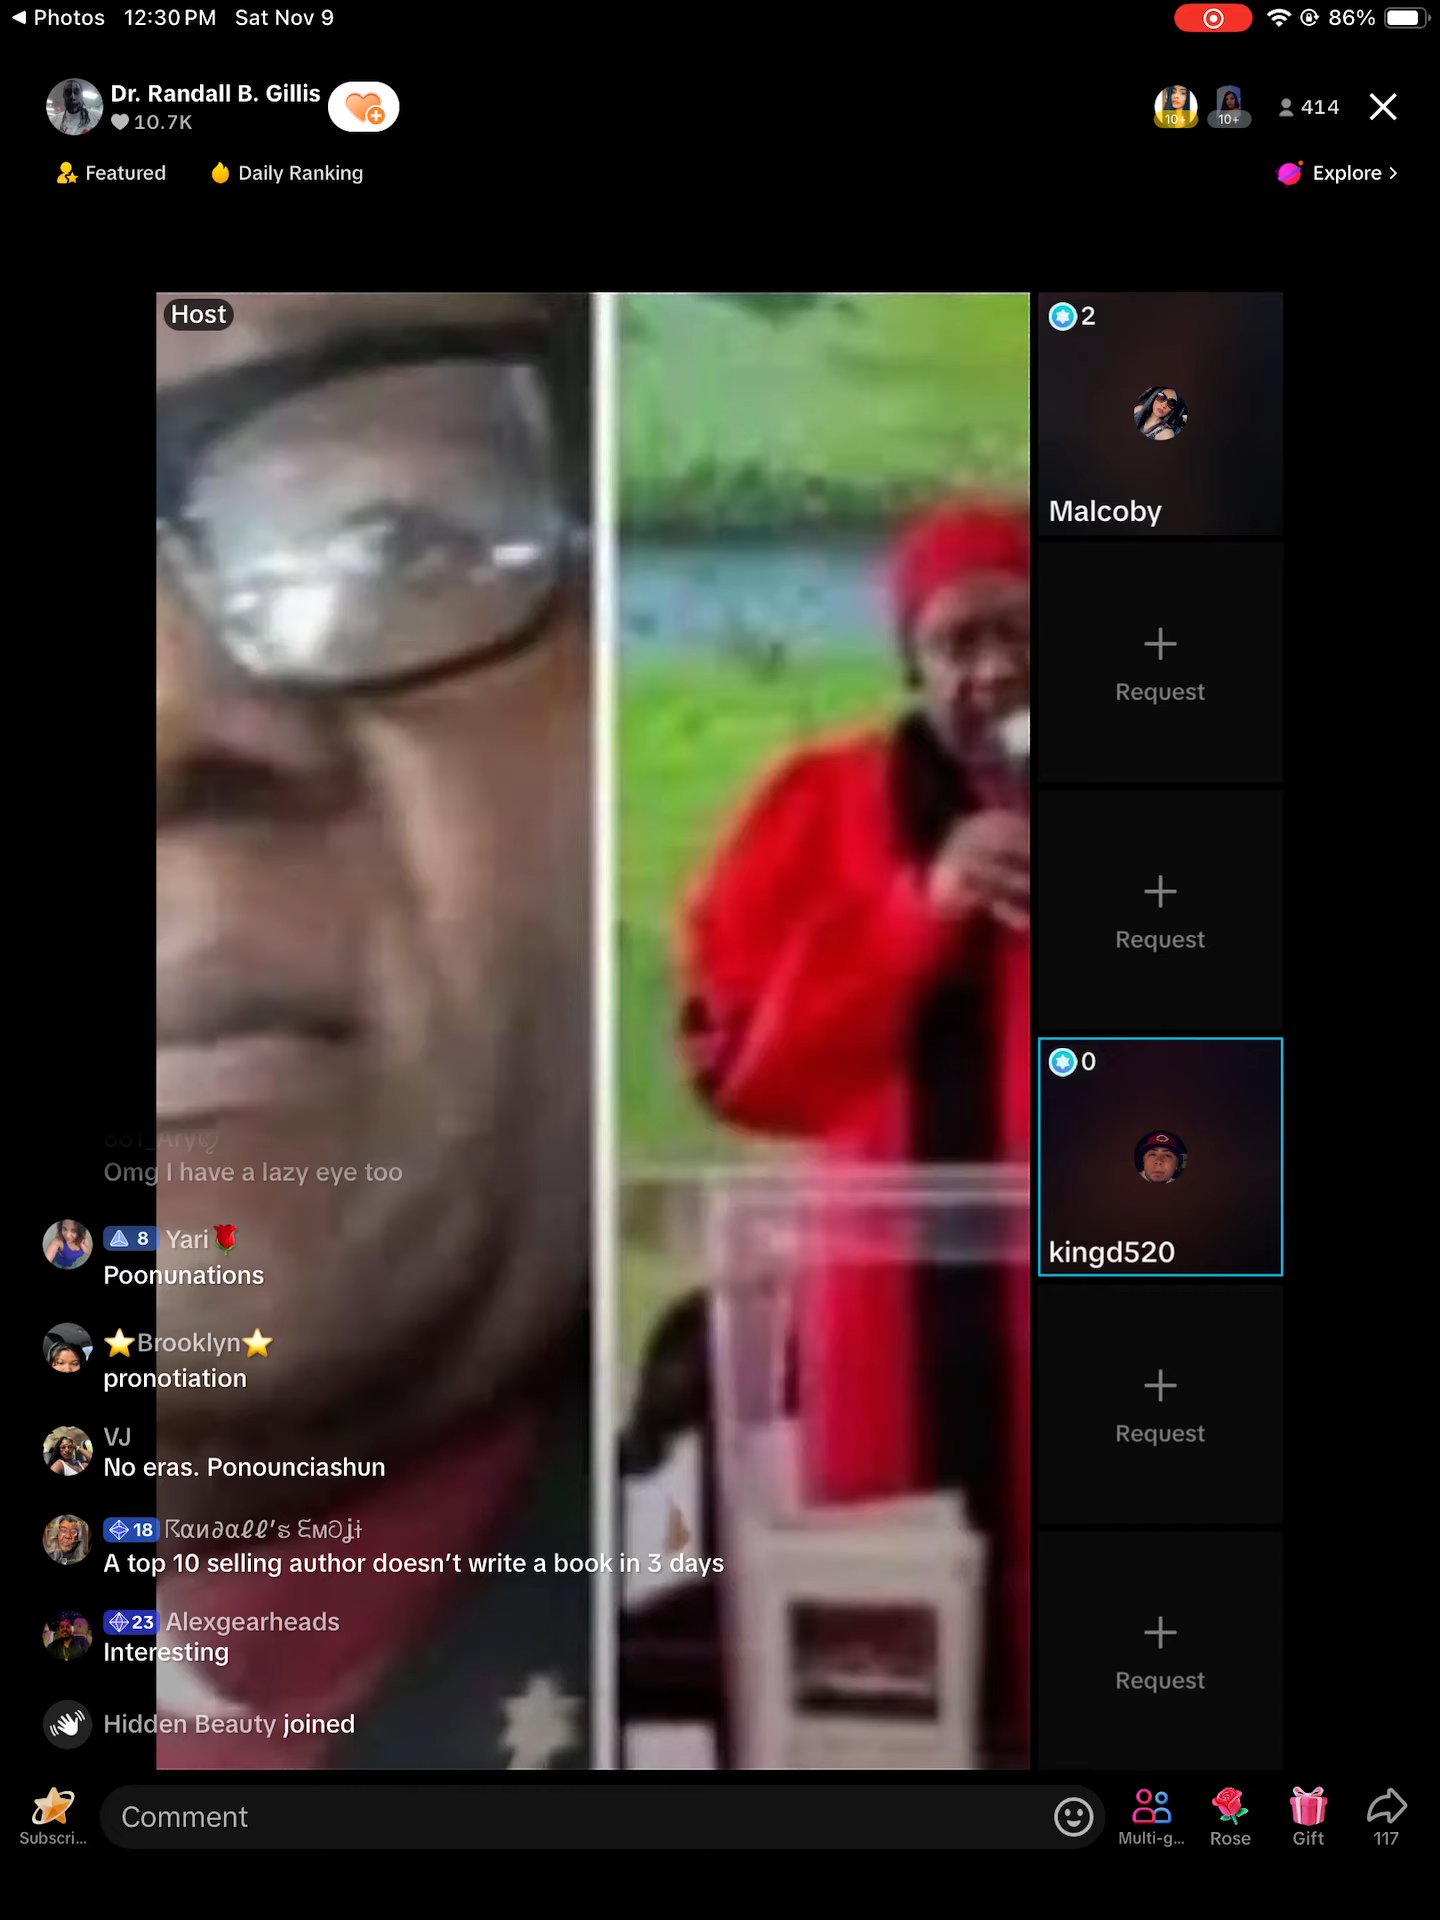 Photos 12:30 PM Sat Nov 9 86%
Dr. Randall B. Gillis
10.7K
10+ 10+ 414
Featured Daily Ranking Explore
Host
2
Malcoby
Request
Request
0
kingd520
Request
Request
Omg I have a lazy eye too
8 Yari🌹
Poonunations
⭐Brooklyn⭐
pronotiation
VJ
No eras. Ponounciashun
18
A top 10 selling author doesn’t write a book in 3 days
23 Alexgearheads
Interesting
Hidden Beauty joined
Subscri...
Comment
Multi-g...
Rose
Gift
117